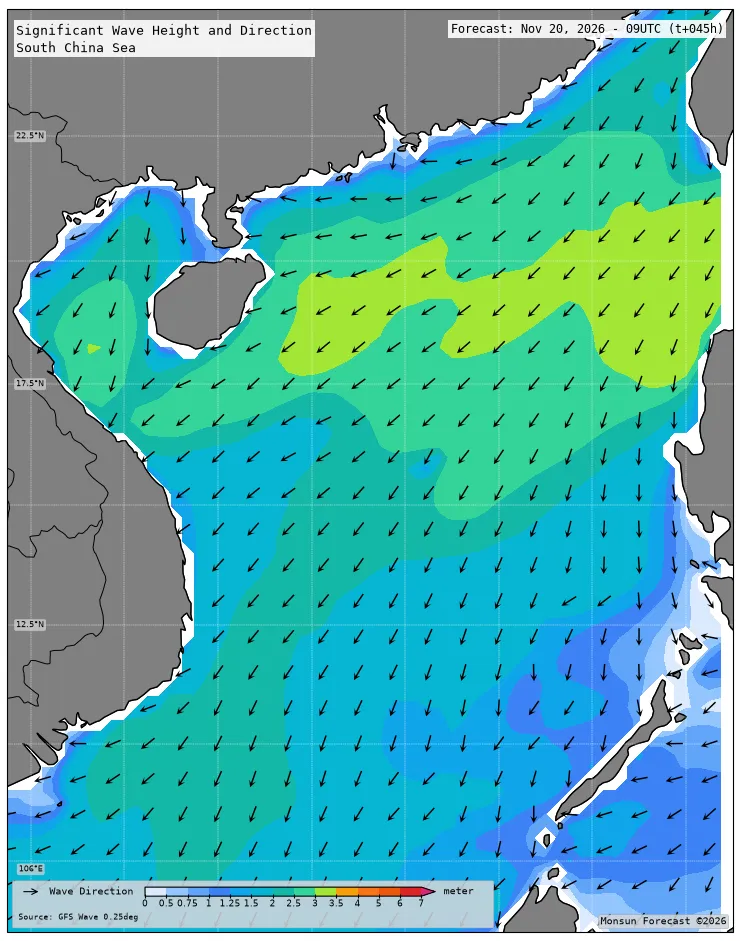 Significant Wave Height and Direction
South China Sea
Forecast: Nov 20, 2026 - 09UTC (t+045h)
22.5°N
17.5°N
12.5°N
106°E
Wave Direction
0 0.5 0.75 1 1.25 1.5 2 2.5 3 3.5 4 5 6 7 meter
Source: GFS Wave 0.25deg
Monsun Forecast ©2026